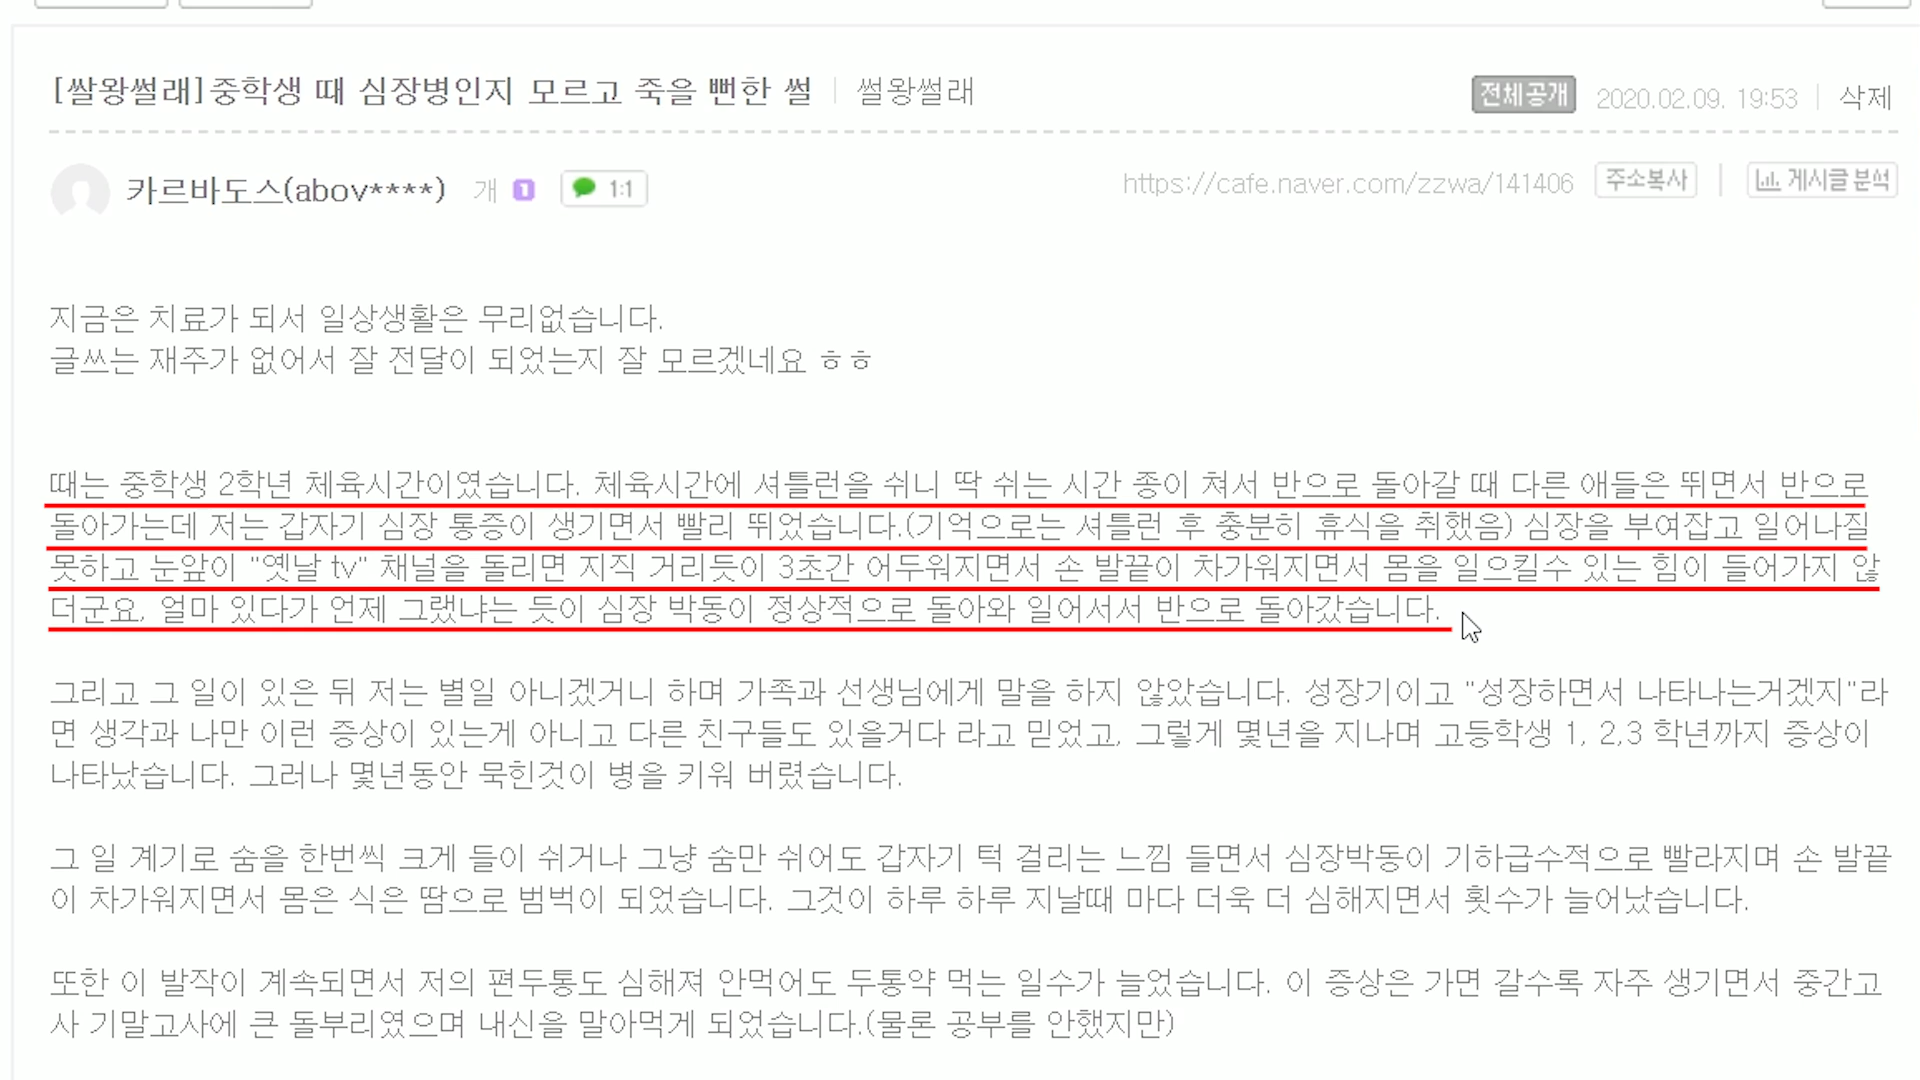 [쌀왕썰래]중학생 때 심장병인지 모르고 죽을 뻔한 썰 썰왕썰래
전체공개 2020.02.09. 19:53 삭제
카르바도스(abov****) 개 1 1:1
https://cafe.naver.com/zzwa/141406 주소복사 게시글 분석
지금은 치료가 되서 일상생활은 무리없습니다.
글쓰는 재주가 없어서 잘 전달이 되었는지 잘 모르겠네요 ㅎㅎ
때는 중학생 2학년 체육시간이였습니다. 체육시간에 셔틀런을 쉬니 딱 쉬는 시간 종이 쳐서 반으로 돌아갈 때 다른 애들은 뛰면서 반으로
돌아가는데 저는 갑자기 심장 통증이 생기면서 빨리 뛰었습니다.(기억으로는 셔틀런 후 충분히 휴식을 취했음) 심장을 부여잡고 일어나질
못하고 눈앞이 "옛날 tv" 채널을 돌리면 지직 거리듯이 3초간 어두워지면서 손 발끝이 차가워지면서 몸을 일으킬수 있는 힘이 들어가지 않
더군요, 얼마 있다가 언제 그랬냐는 듯이 심장 박동이 정상적으로 돌아와 일어서서 반으로 돌아갔습니다.
그리고 그 일이 있은 뒤 저는 별일 아니겠거니 하며 가족과 선생님에게 말을 하지 않았습니다. 성장기이고 "성장하면서 나타나는거겠지"라
면 생각과 나만 이런 증상이 있는게 아니고 다른 친구들도 있을거다 라고 믿었고, 그렇게 몇년을 지나며 고등학생 1, 2,3 학년까지 증상이
나타났습니다. 그러나 몇년동안 묵힌것이 병을 키워 버렸습니다.
그 일 계기로 숨을 한번씩 크게 들이 쉬거나 그냥 숨만 쉬어도 갑자기 턱 걸리는 느낌 들면서 심장박동이 기하급수적으로 빨라지며 손 발끝
이 차가워지면서 몸은 식은 땀으로 범벅이 되었습니다. 그것이 하루 하루 지날때 마다 더욱 더 심해지면서 횟수가 늘어났습니다.
또한 이 발작이 계속되면서 저의 편두통도 심해져 안먹어도 두통약 먹는 일수가 늘었습니다. 이 증상은 가면 갈수록 자주 생기면서 중간고
사 기말고사에 큰 돌부리였으며 내신을 말아먹게 되었습니다.(물론 공부를 안했지만)